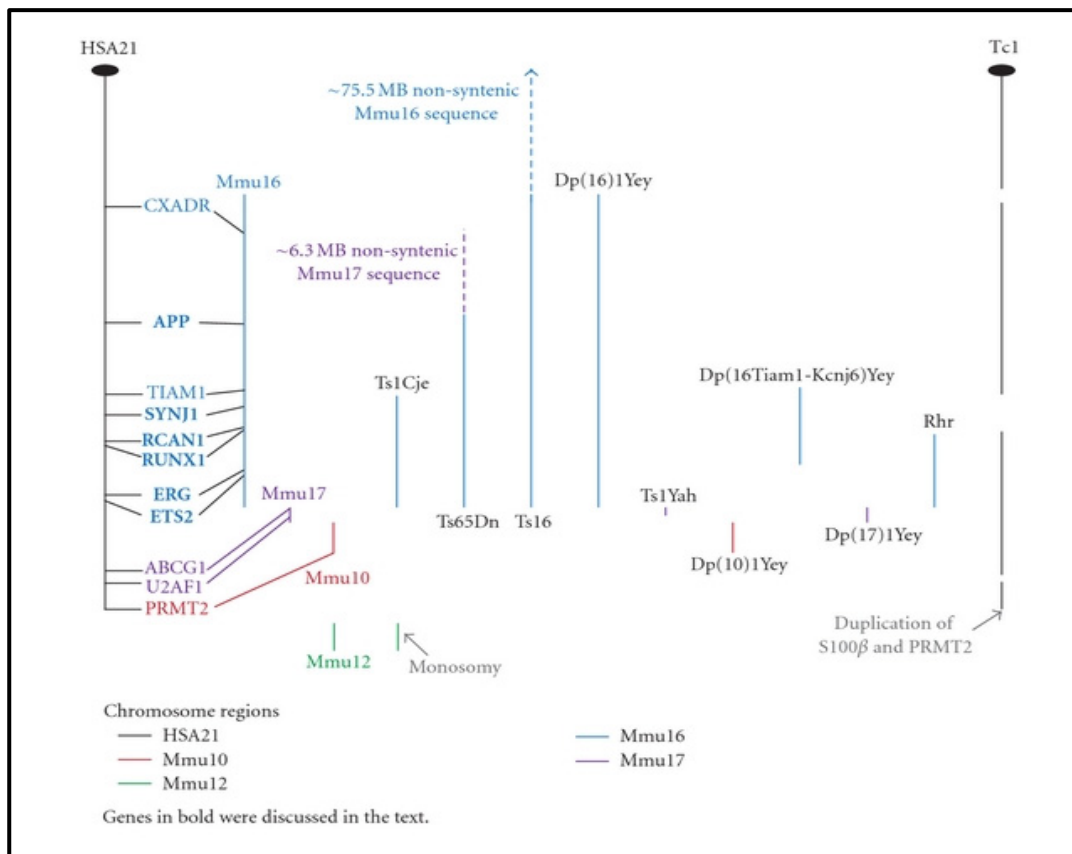 HSA21
Tc1
~75.5 MB non-syntenic
Mmu16 sequence
Mmu16
Dp(16)1Yey
CXADR
~6.3 MB non-syntenic
Mmu17 sequence
APP
Ts1Cje
Dp(16Tiam1-Kcnj6)Yey
TIAM1
SYNJ1
Rhr
RCAN1
RUNX1
ERG
Mmu17
Ts1Yah
ETS2
Ts65Dn
Ts16
Dp(17)1Yey
Dp(10)1Yey
ABCG1
Mmu10
U2AF1
PRMT2
Duplication of
S100β and PRMT2
Mmu12
Monosomy
Chromosome regions
HSA21
Mmu10
Mmu12
Mmu16
Mmu17
Genes in bold were discussed in the text.